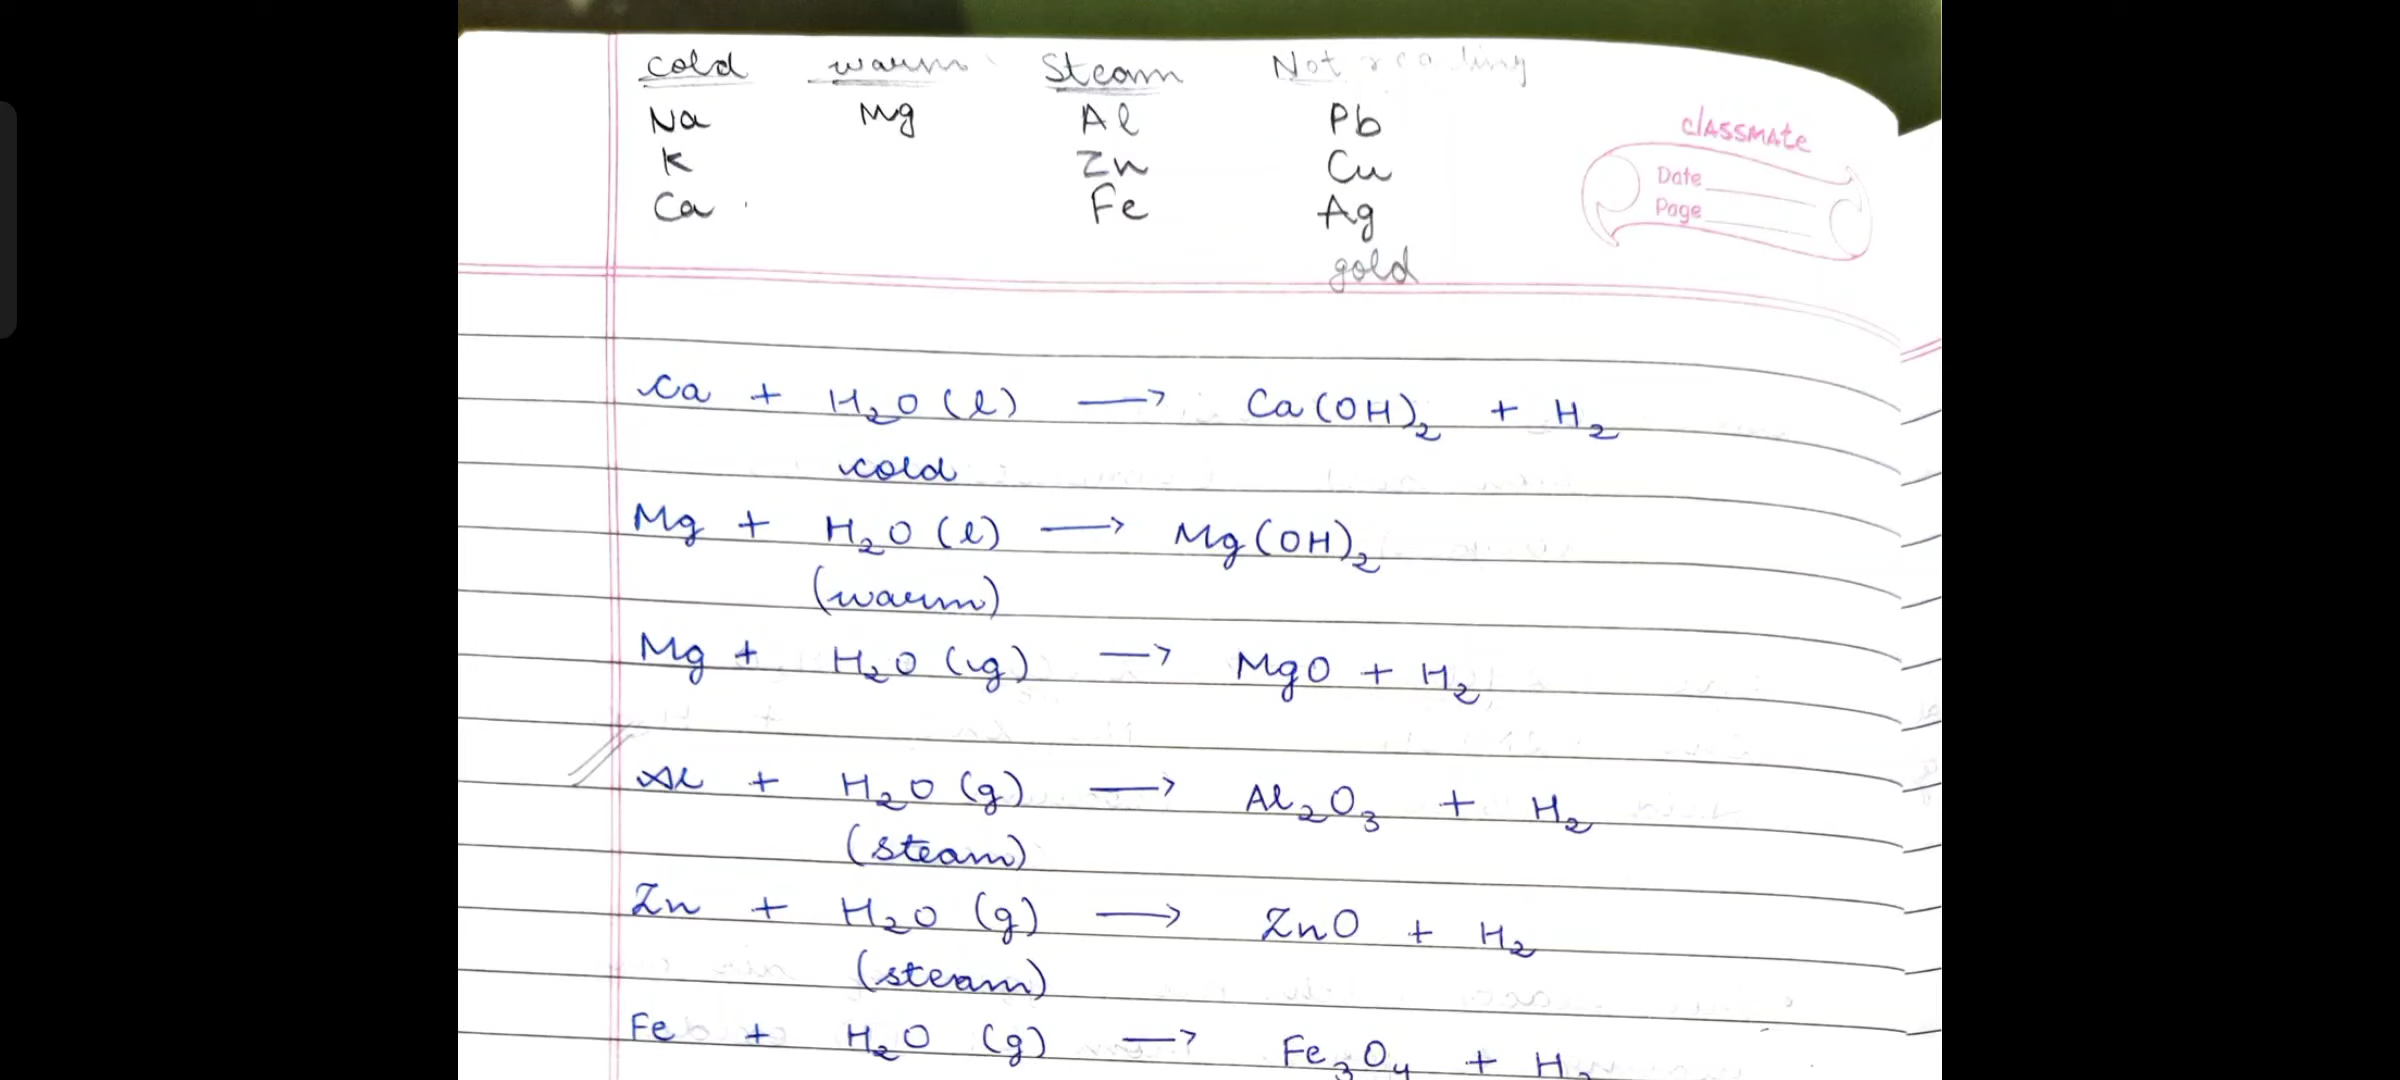 cold warm Steam Not reacting
Na Mg Al Pb
K Zn Cu
Ca Fe Ag
gold
classmate
Date
Page
Ca + H₂O (l) → Ca(OH)₂ + H₂
cold
Mg + H₂O (l) → Mg(OH)₂
(warm)
Mg + H₂O (g) → MgO + H₂
Al + H₂O (g) → Al₂O₃ + H₂
(steam)
Zn + H₂O (g) → ZnO + H₂
(steam)
Fe + H₂O (g) → Fe₃O₄ + H₂